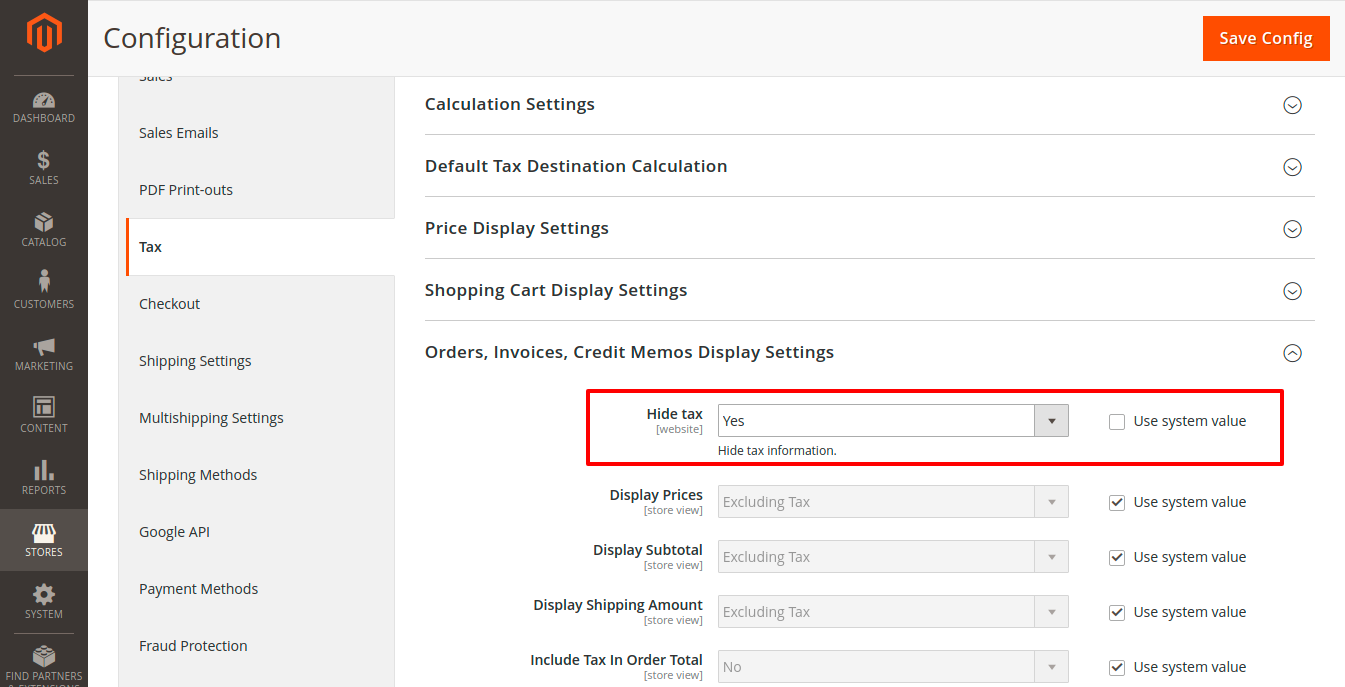 Configuration
Save Config
DASHBOARD
SALES
CATALOG
CUSTOMERS
MARKETING
CONTENT
REPORTS
STORES
SYSTEM
FIND PARTNERS
& EXTENSIONS
Sales
Sales Emails
PDF Print-outs
Tax
Checkout
Shipping Settings
Multishipping Settings
Shipping Methods
Google API
Payment Methods
Fraud Protection
Calculation Settings
Default Tax Destination Calculation
Price Display Settings
Shopping Cart Display Settings
Orders, Invoices, Credit Memos Display Settings
Hide tax Yes Use system value
[website]
Hide tax information.
Display Prices Excluding Tax Use system value
[store view]
Display Subtotal Excluding Tax Use system value
[store view]
Display Shipping Amount Excluding Tax Use system value
[store view]
Include Tax In Order Total No Use system value
[store view]